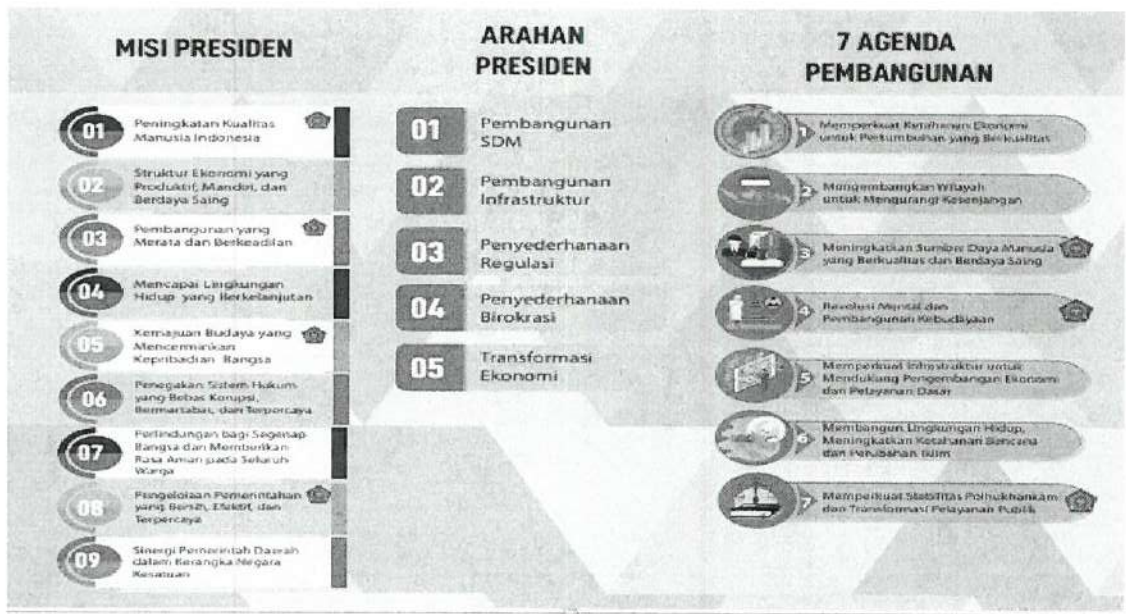 MISI PRESIDEN
01
Peningkatan Kualitas
Manusia Indonesia
02
Struktur Ekonomi yang
Produktif, Mandiri, dan
Berdaya Saing
03
Pembangunan yang
Merata dan Berkeadilan
04
Mencapai Lingkungan
Hidup yang Berkelanjutan
05
Kemajuan Budaya yang
Mencerminkan
Kepribadian Bangsa
06
Penegakan Sistem Hukum
yang Bebas Korupsi,
Bermartabat, dan Terpercaya
07
Perlindungan bagi Segenap
Bangsa dan Memberikan
Rasa Aman pada Seluruh
Warga
08
Pengelolaan Pemerintahan
yang Bersih, Efektif, dan
Terpercaya
09
Sinergi Pemerintah Daerah
dalam Kerangka Negara
Kesatuan
ARAHAN
PRESIDEN
01
Pembangunan
SDM
02
Pembangunan
Infrastruktur
03
Penyederhanaan
Regulasi
04
Penyederhanaan
Birokrasi
05
Transformasi
Ekonomi
7 AGENDA
PEMBANGUNAN
1
Memperkuat Ketahanan Ekonomi
untuk Pertumbuhan yang Berkualitas
2
Mengembangkan Wilayah
untuk Mengurangi Kesenjangan
3
Meningkatkan Sumber Daya Manusia
yang Berkualitas dan Berdaya Saing
4
Revolusi Mental dan
Pembangunan Kebudayaan
5
Memperkuat Infrastruktur untuk
Mendukung Pengembangan Ekonomi
dan Pelayanan Dasar
6
Membangun Lingkungan Hidup,
Meningkatkan Ketahanan Bencana
dan Perubahan Iklim
7
Memperkuat Stabilitas Polhukhankam
dan Transformasi Pelayanan Publik